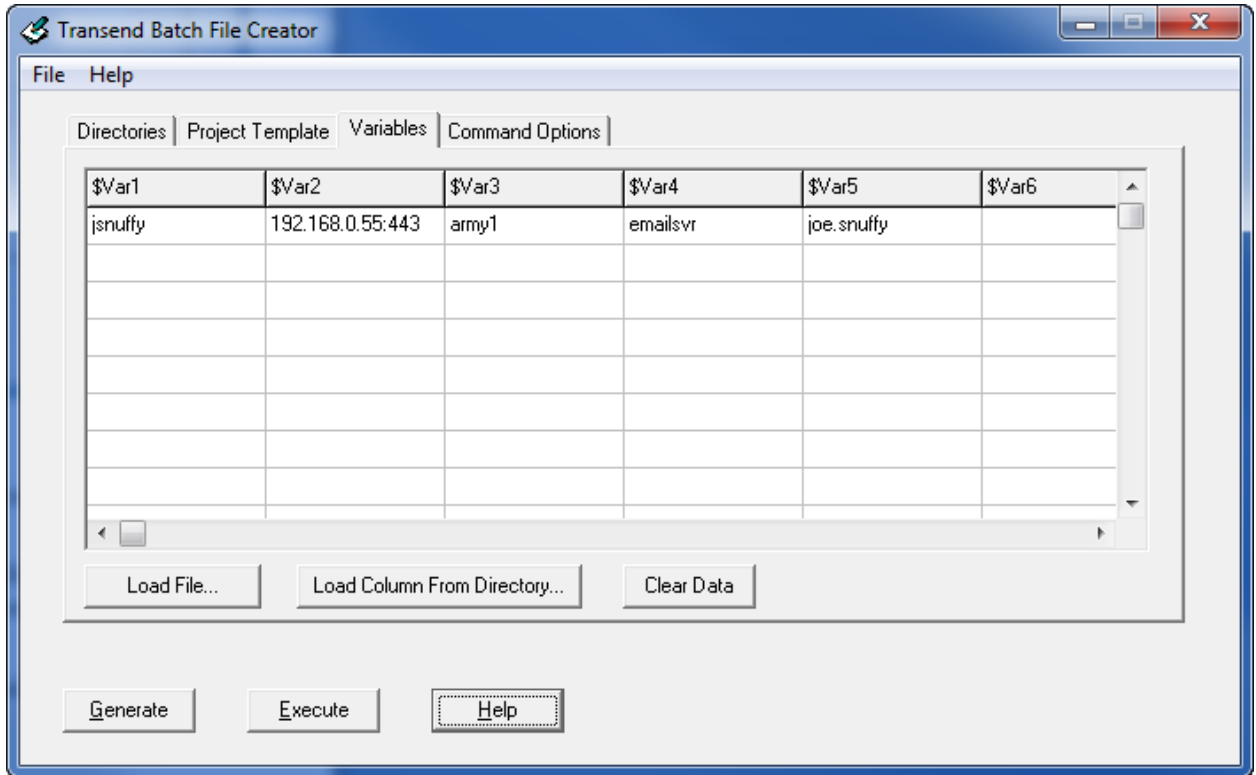 Transend Batch File Creator
File Help
Directories Project Template Variables Command Options
$Var1 $Var2 $Var3 $Var4 $Var5 $Var6
jsnuffy 192.168.0.55:443 army1 emailsvr joe.snuffy
Load File... Load Column From Directory... Clear Data
Generate Execute Help